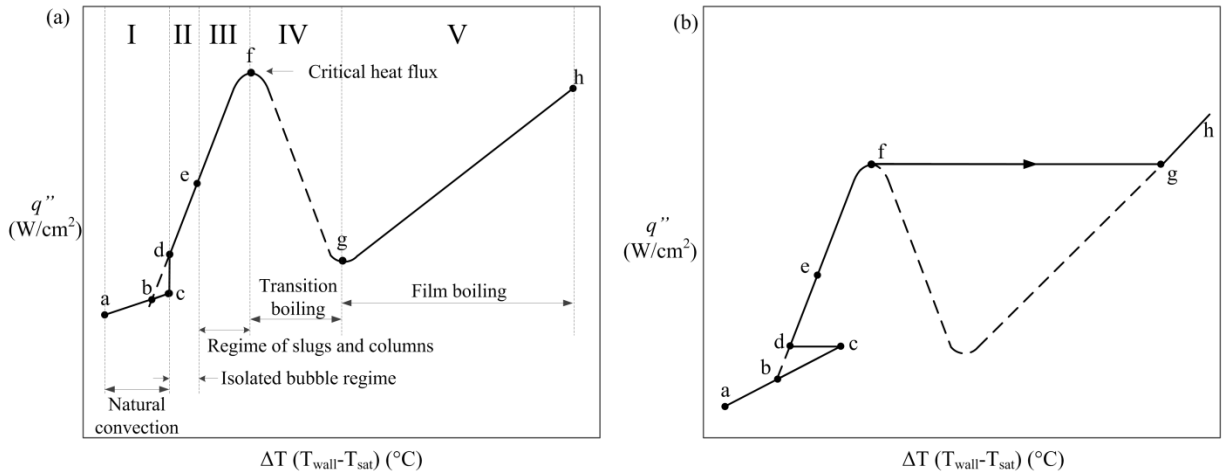 (a)
I II III IV V
f
Critical heat flux
h
e
q”
(W/cm²)
d
g
b
c
a
Transition
boiling
Film boiling
Regime of slugs and columns
Isolated bubble regime
Natural
convection
ΔT (Twall-Tsat) (°C)
(b)
h
f
g
q”
(W/cm²)
e
d
c
b
a
ΔT (Twall-Tsat) (°C)